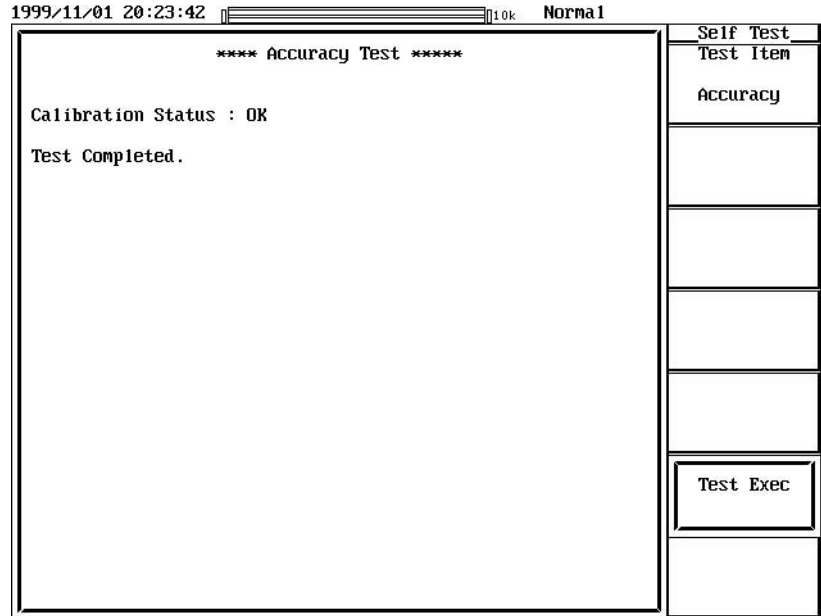 1999/11/01 20:23:42 10k Normal
**** Accuracy Test *****
Calibration Status : OK
Test Completed.
Self Test
Test Item
Accuracy
Test Exec